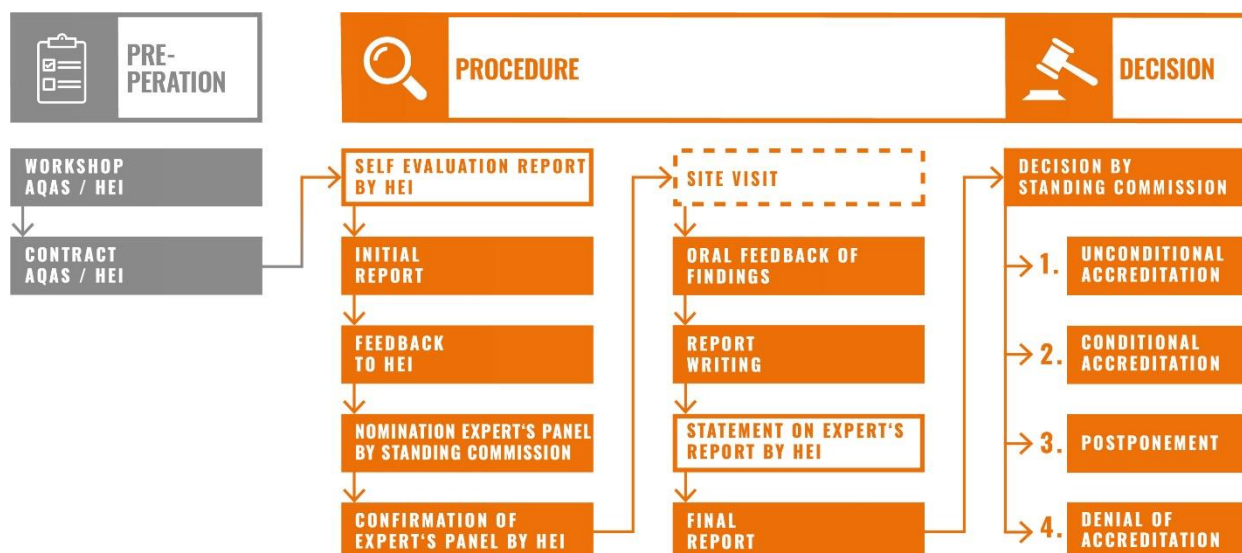 PRE-
PERATION
PROCEDURE
DECISION
WORKSHOP
AQAS / HEI
CONTRACT
AQAS / HEI
SELF EVALUATION REPORT
BY HEI
INITIAL
REPORT
FEEDBACK
TO HEI
NOMINATION EXPERT‘S PANEL
BY STANDING COMMISSION
CONFIRMATION OF
EXPERT‘S PANEL BY HEI
SITE VISIT
ORAL FEEDBACK OF
FINDINGS
REPORT
WRITING
STATEMENT ON EXPERT‘S
REPORT BY HEI
FINAL
REPORT
DECISION BY
STANDING COMMISSION
1. UNCONDITIONAL
ACCREDITATION
2. CONDITIONAL
ACCREDITATION
3. POSTPONEMENT
4. DENIAL OF
ACCREDITATION